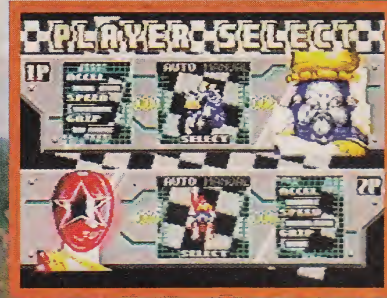 PLAYER SELECT
1P
ACCEL
SPEED
GRIP
AUTO
SELECT
AUTO
SELECT
2P
ACCEL
SPEED
GRIP